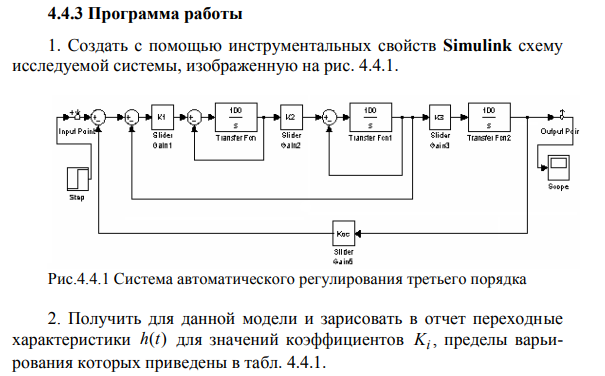 4.4.3 Программа работы
1. Создать с помощью инструментальных свойств Simulink схему
исследуемой системы, изображенную на рис. 4.4.1.
100 100 100
K1 K2 K3
s s s
Input Point
Slider Gain1
Transfer Fcn
Slider Gain2
Transfer Fcn1
Slider Gain3
Transfer Fcn2
Output Poir
Step
Scope
Koc
Slider
Gain5
Рис.4.4.1 Система автоматического регулирования третьего порядка
2. Получить для данной модели и зарисовать в отчет переходные
характеристики h(t) для значений коэффициентов Kᵢ, пределы варьи-
рования которых приведены в табл. 4.4.1.